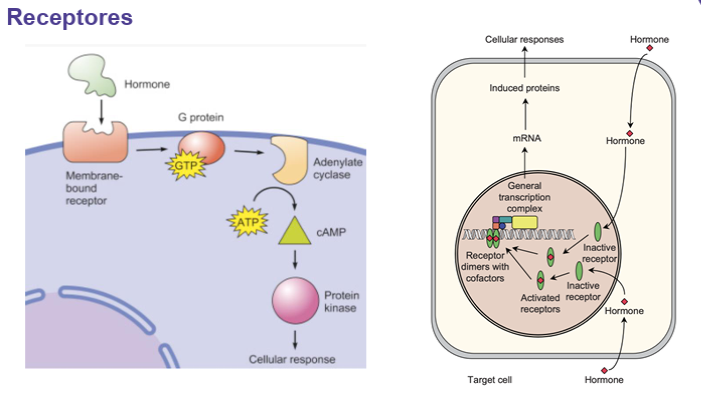 Receptores
Hormone
G protein
GTP
Membrane-
bound
receptor
Adenylate
cyclase
ATP
cAMP
Protein
kinase
Cellular response
Cellular responses
Hormone
Induced proteins
mRNA
Hormone
General
transcription
complex
Inactive
receptor
Receptor
dimers with
cofactors
Inactive
receptor
Activated
receptors
Hormone
Target cell
Hormone